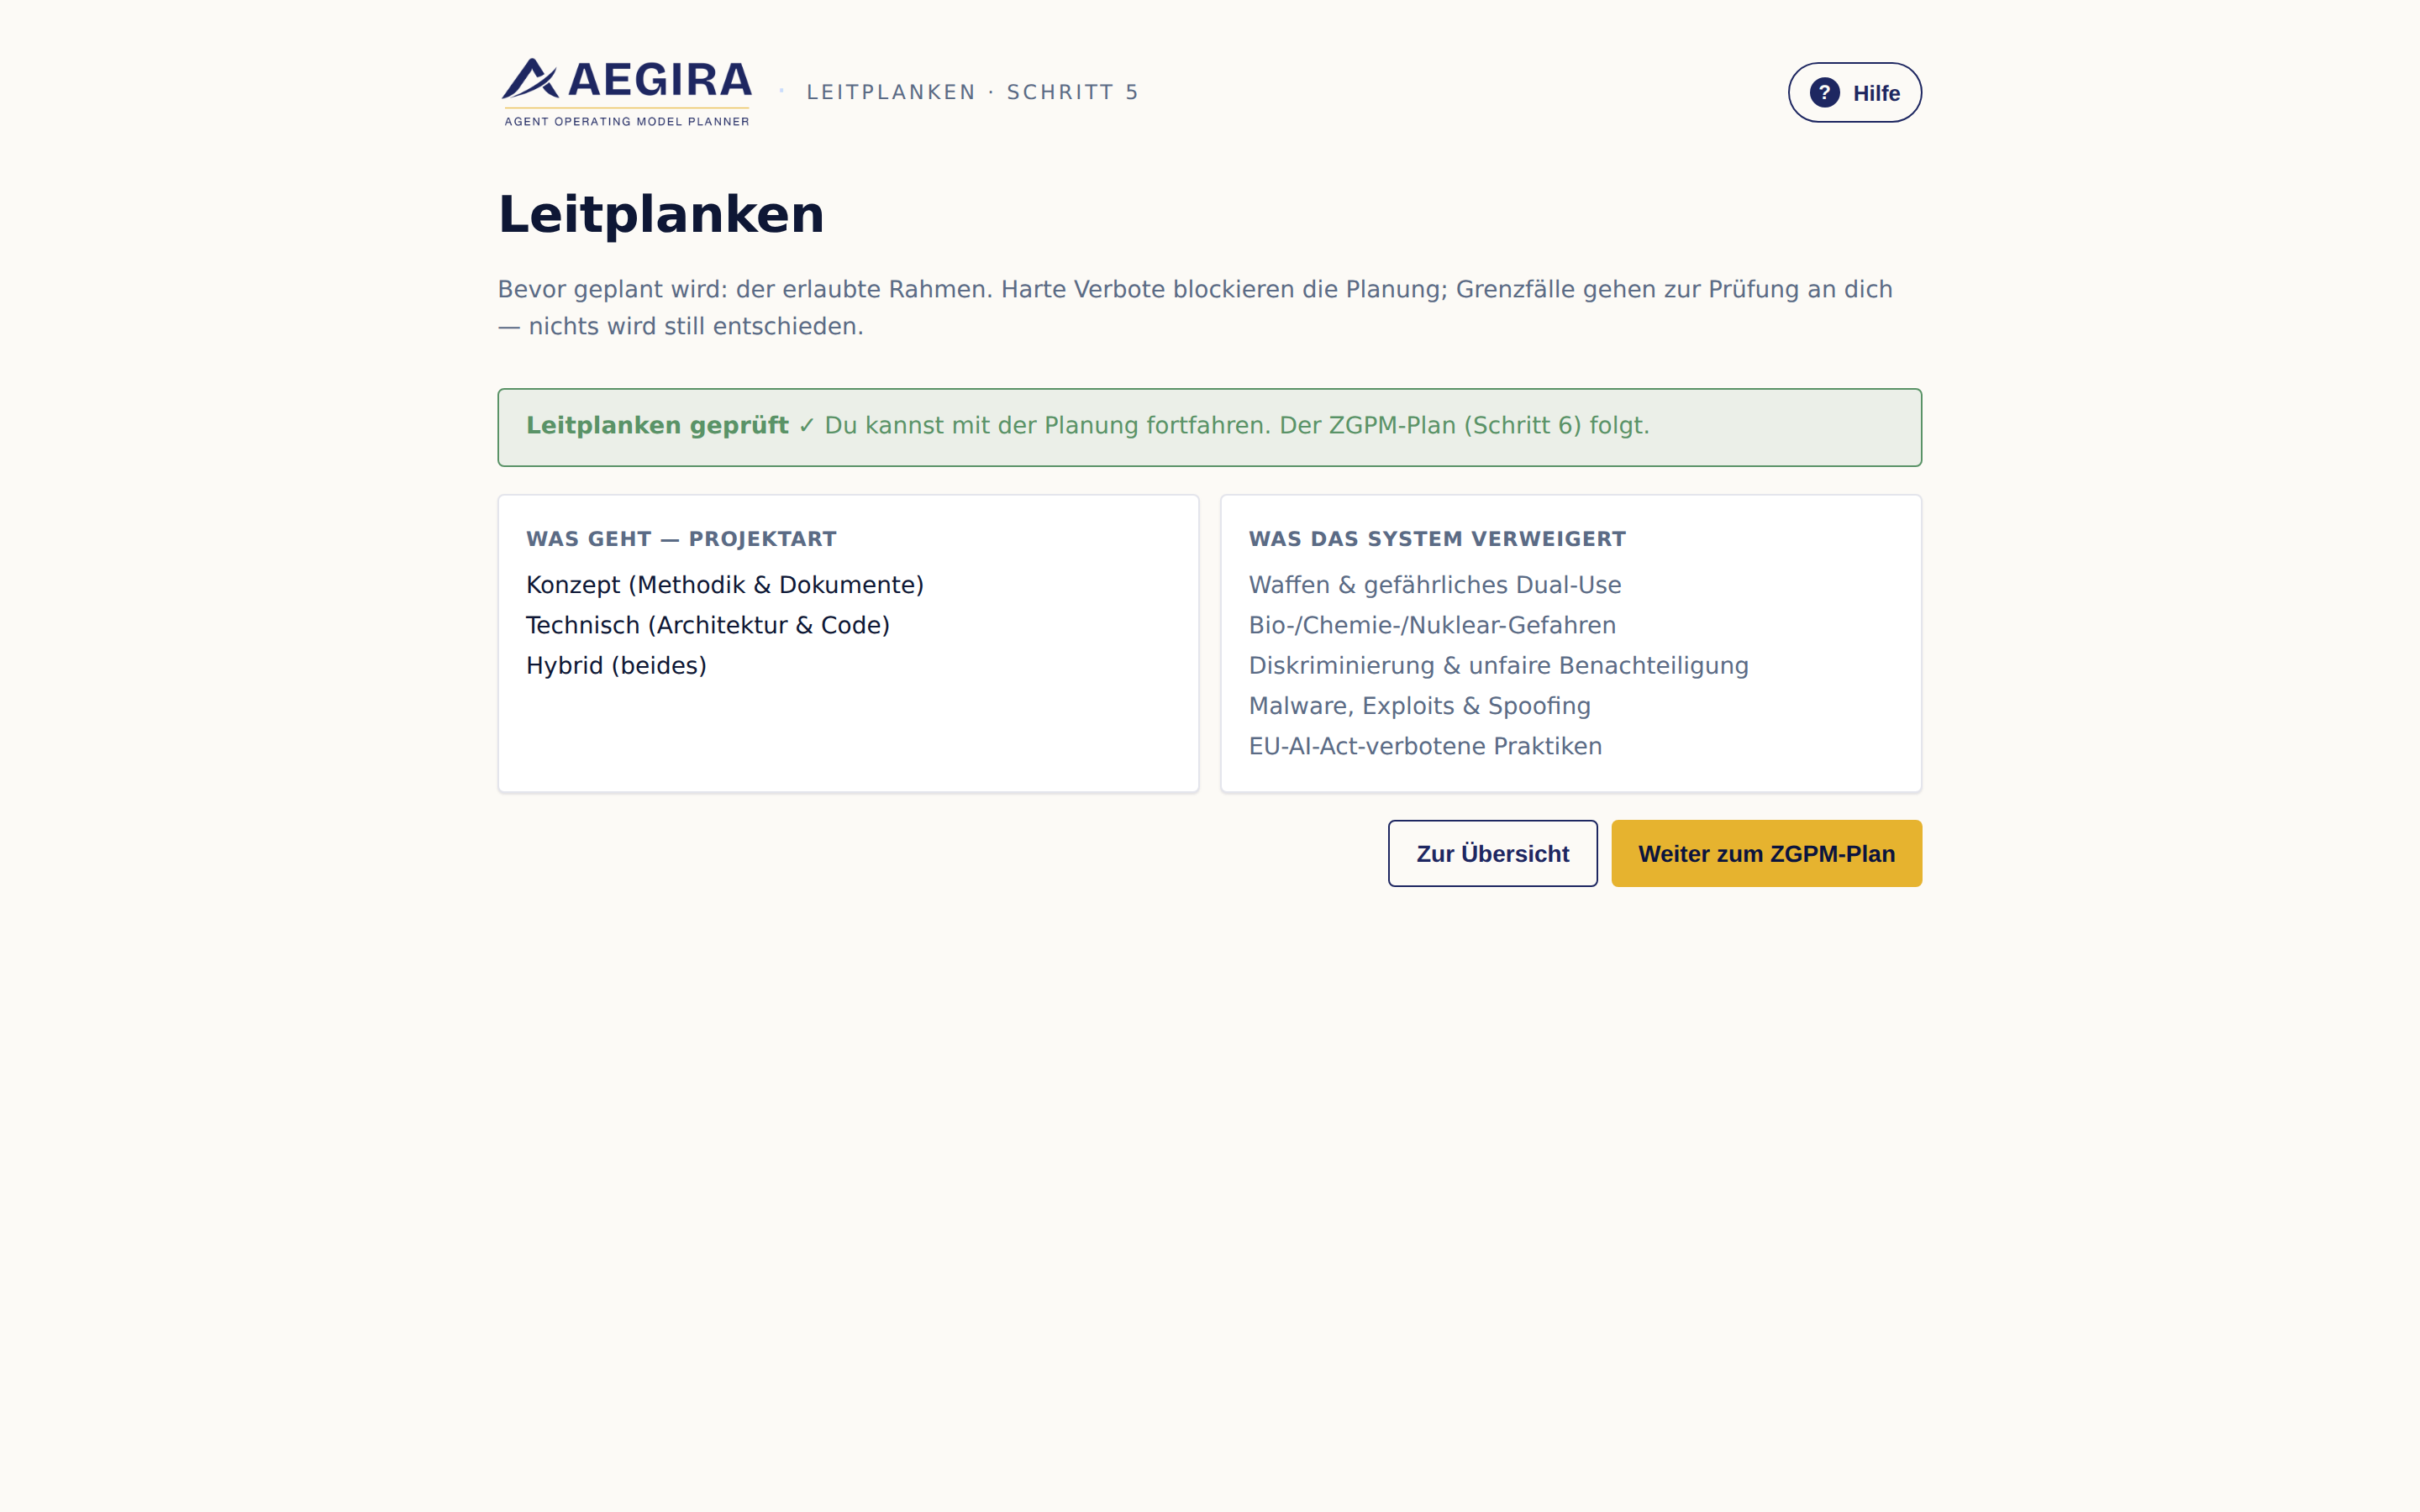 AEGIRA
AGENT OPERATING MODEL PLANNER
· LEITPLANKEN · SCHRITT 5
? Hilfe
Leitplanken
Bevor geplant wird: der erlaubte Rahmen. Harte Verbote blockieren die Planung; Grenzfälle gehen zur Prüfung an dich
— nichts wird still entschieden.
Leitplanken geprüft ✓ Du kannst mit der Planung fortfahren. Der ZGPM-Plan (Schritt 6) folgt.
WAS GEHT — PROJEKTART
Konzept (Methodik & Dokumente)
Technisch (Architektur & Code)
Hybrid (beides)
WAS DAS SYSTEM VERWEIGERT
Waffen & gefährliches Dual-Use
Bio-/Chemie-/Nuklear-Gefahren
Diskriminierung & unfaire Benachteiligung
Malware, Exploits & Spoofing
EU-AI-Act-verbotene Praktiken
Zur Übersicht
Weiter zum ZGPM-Plan